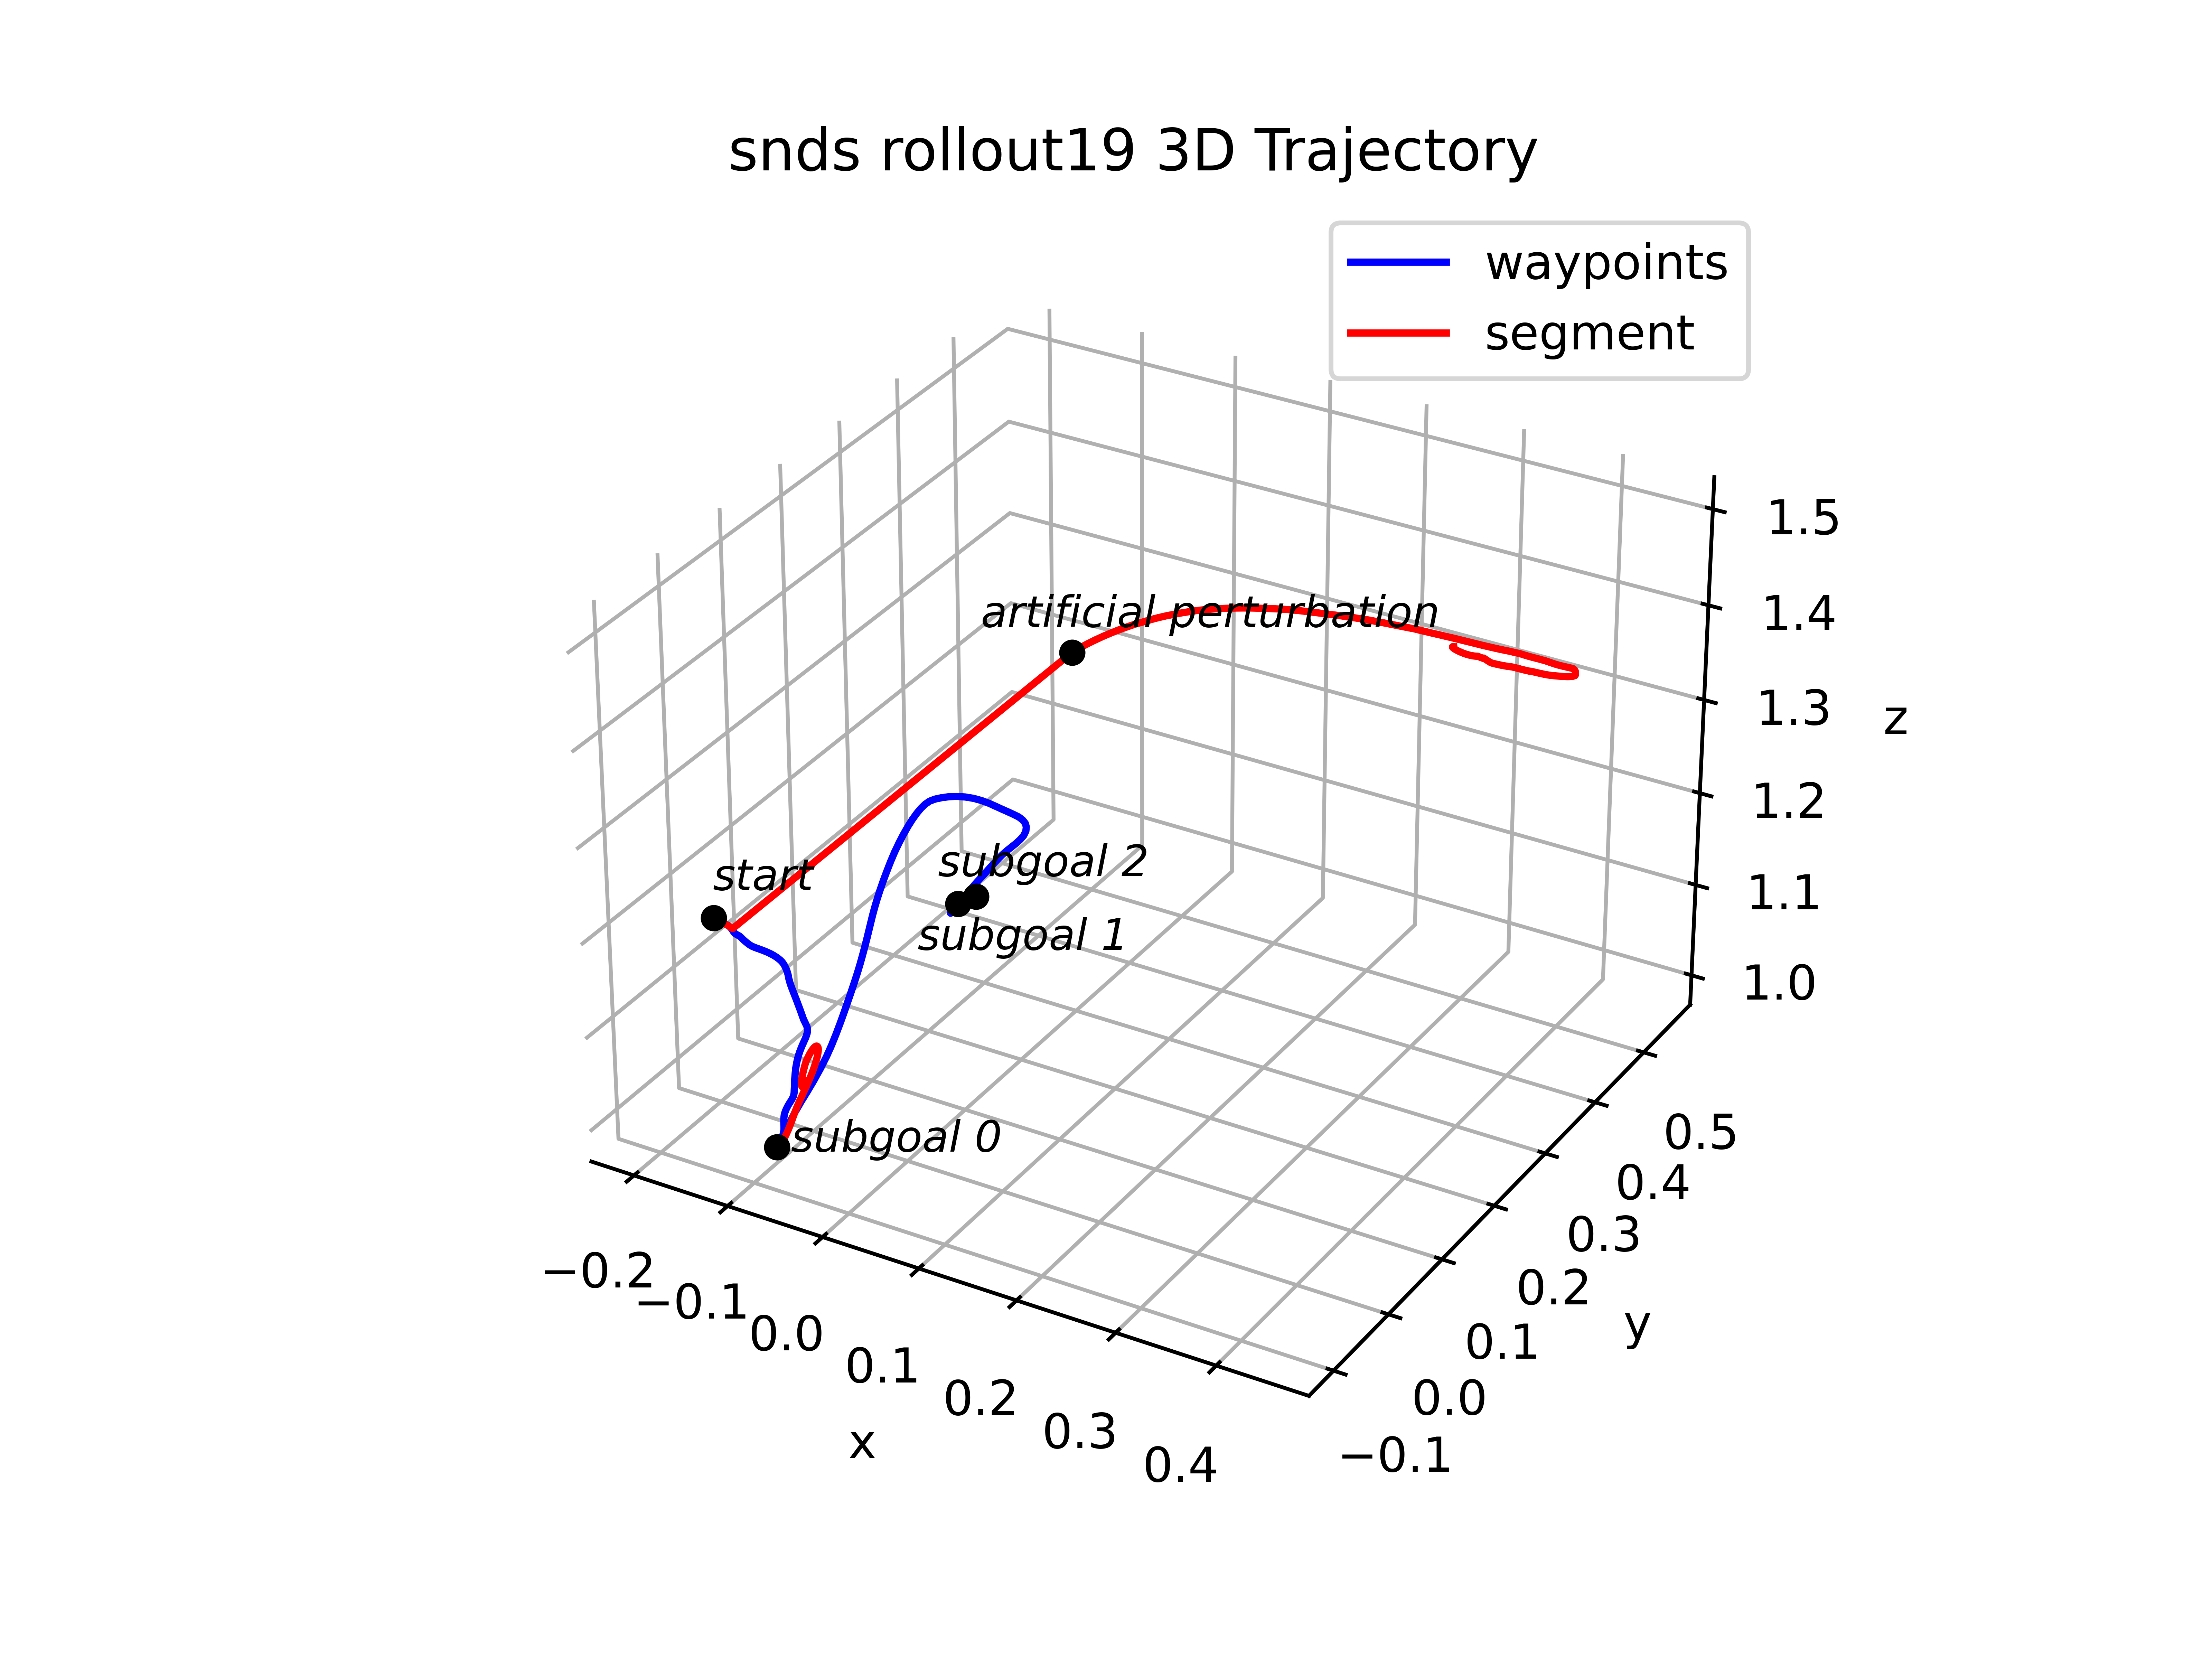 snds rollout19 3D Trajectory
waypoints
segment
artificial perturbation
start
subgoal 2
subgoal 1
subgoal 0
1.5
1.4
1.3
1.2
1.1
1.0
z
−0.2
−0.1
0.0
0.1
0.2
0.3
0.4
x
0.5
0.4
0.3
0.2
0.1
0.0
−0.1
y